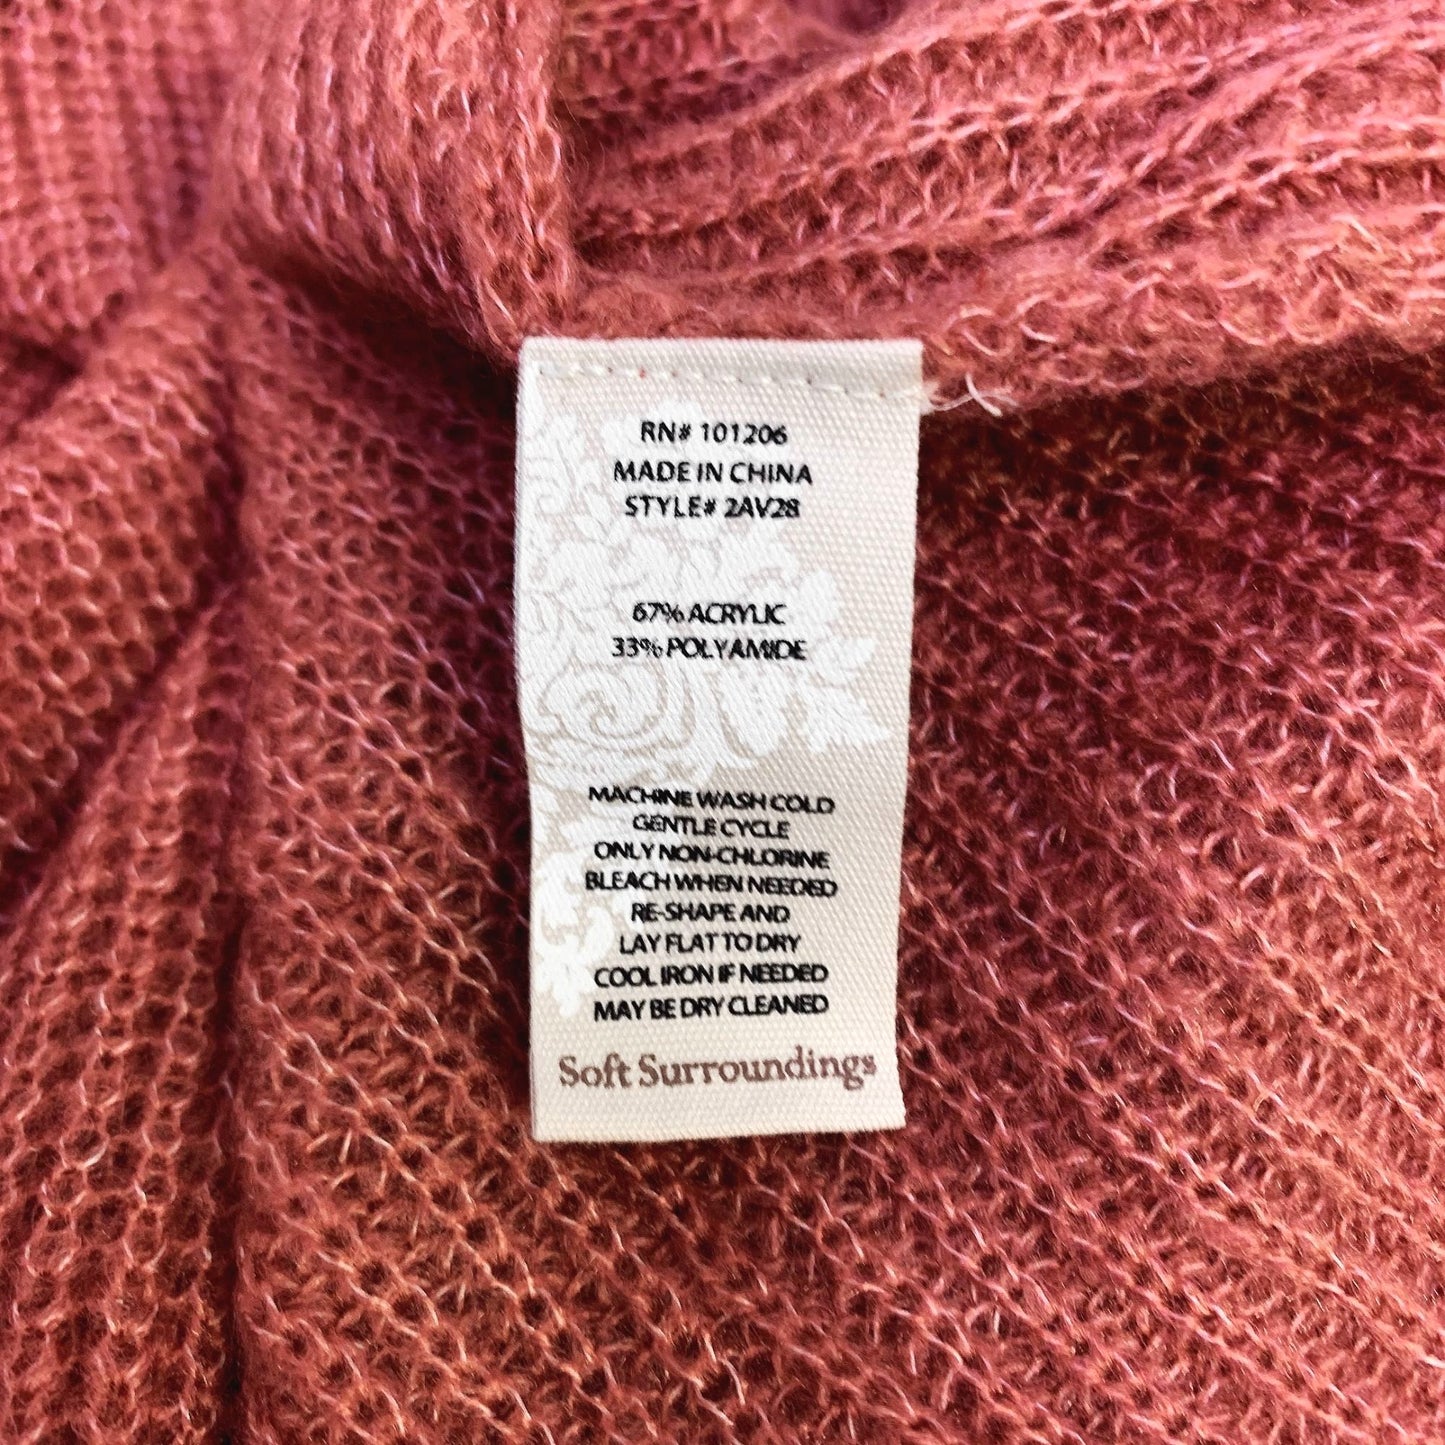 RN# 101206
MADE IN CHINA
STYLE# 2AV28
67% ACRYLIC
33% POLYAMIDE
MACHINE WASH COLD
GENTLE CYCLE
ONLY NON-CHLORINE
BLEACH WHEN NEEDED
RE-SHAPE AND
LAY FLAT TO DRY
COOL IRON IF NEEDED
MAY BE DRY CLEANED
Soft Surroundings